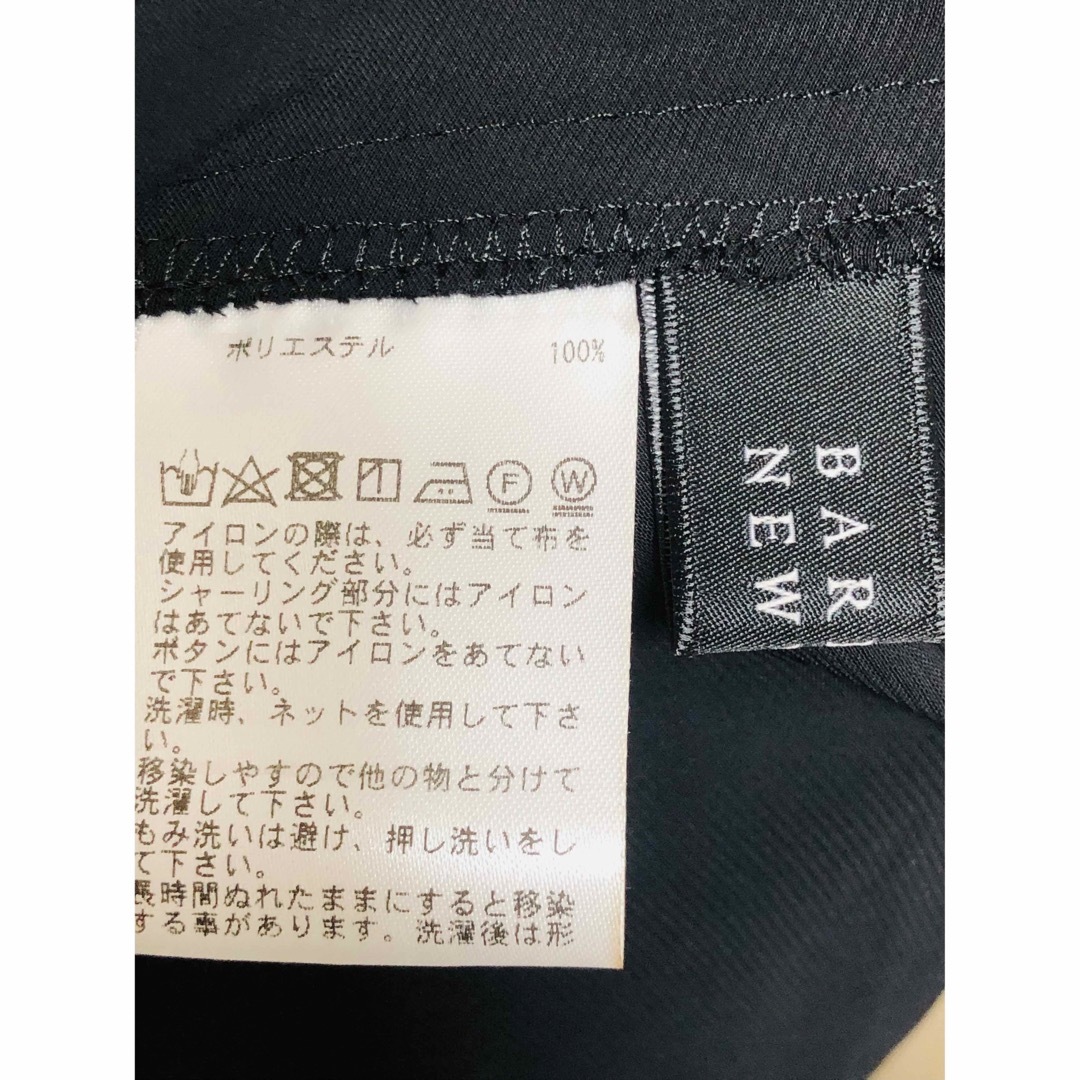 ポリエステル 100%
F W
アイロンの際は、必ず当て布を
使用してください。
シャーリング部分にはアイロン
はあてないで下さい。
ボタンにはアイロンをあてない
で下さい。
洗濯時、ネットを使用して下さ
い。
移染しやすので他の物と分けて
洗濯して下さい。
もみ洗いは避け、押し洗いをし
て下さい。
長時間ぬれたままにすると移染
する事があります。洗濯後は形
BAR
NEW